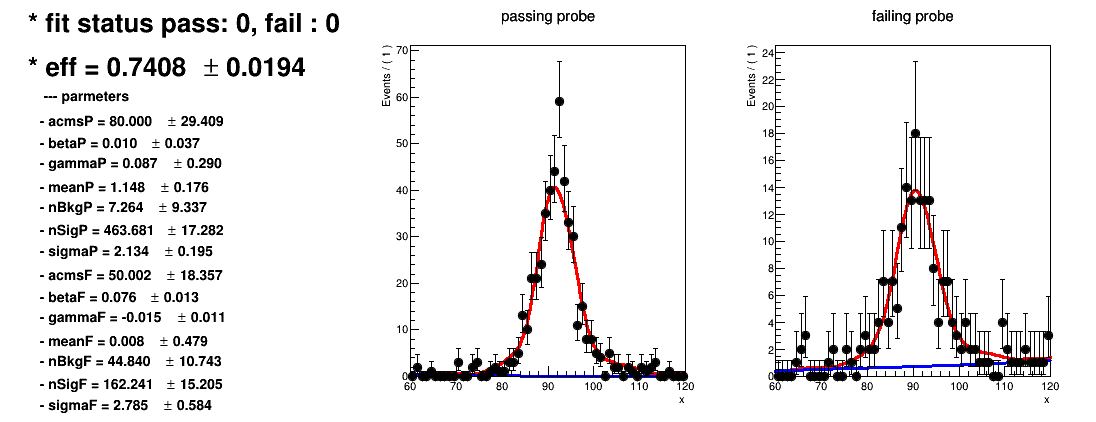 * fit status pass: 0, fail : 0
* eff = 0.7408 ± 0.0194
--- parmeters
- acmsP = 80.000 ± 29.409
- betaP = 0.010 ± 0.037
- gammaP = 0.087 ± 0.290
- meanP = 1.148 ± 0.176
- nBkgP = 7.264 ± 9.337
- nSigP = 463.681 ± 17.282
- sigmaP = 2.134 ± 0.195
- acmsF = 50.002 ± 18.357
- betaF = 0.076 ± 0.013
- gammaF = -0.015 ± 0.011
- meanF = 0.008 ± 0.479
- nBkgF = 44.840 ± 10.743
- nSigF = 162.241 ± 15.205
- sigmaF = 2.785 ± 0.584
passing probe
Events / ( 1 )
70
60
50
40
30
20
10
0
60 70 80 90 100 110 120
x
failing probe
Events / ( 1 )
24
22
20
18
16
14
12
10
8
6
4
2
0
60 70 80 90 100 110 120
x